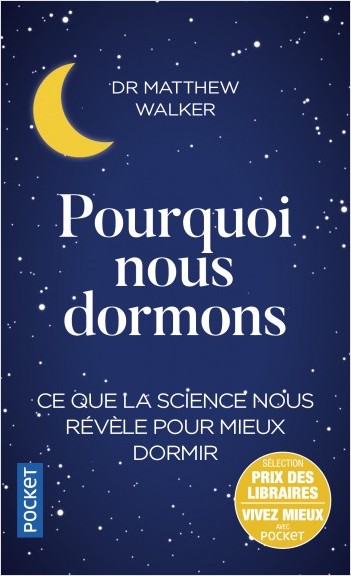 DR MATTHEW
WALKER
Pourquoi
nous
dormons
CE QUE LA SCIENCE NOUS
RÉVÈLE POUR MIEUX
DORMIR
POCKET
SÉLECTION
PRIX DES
LIBRAIRES
VIVEZ MIEUX
AVEC
POCKET